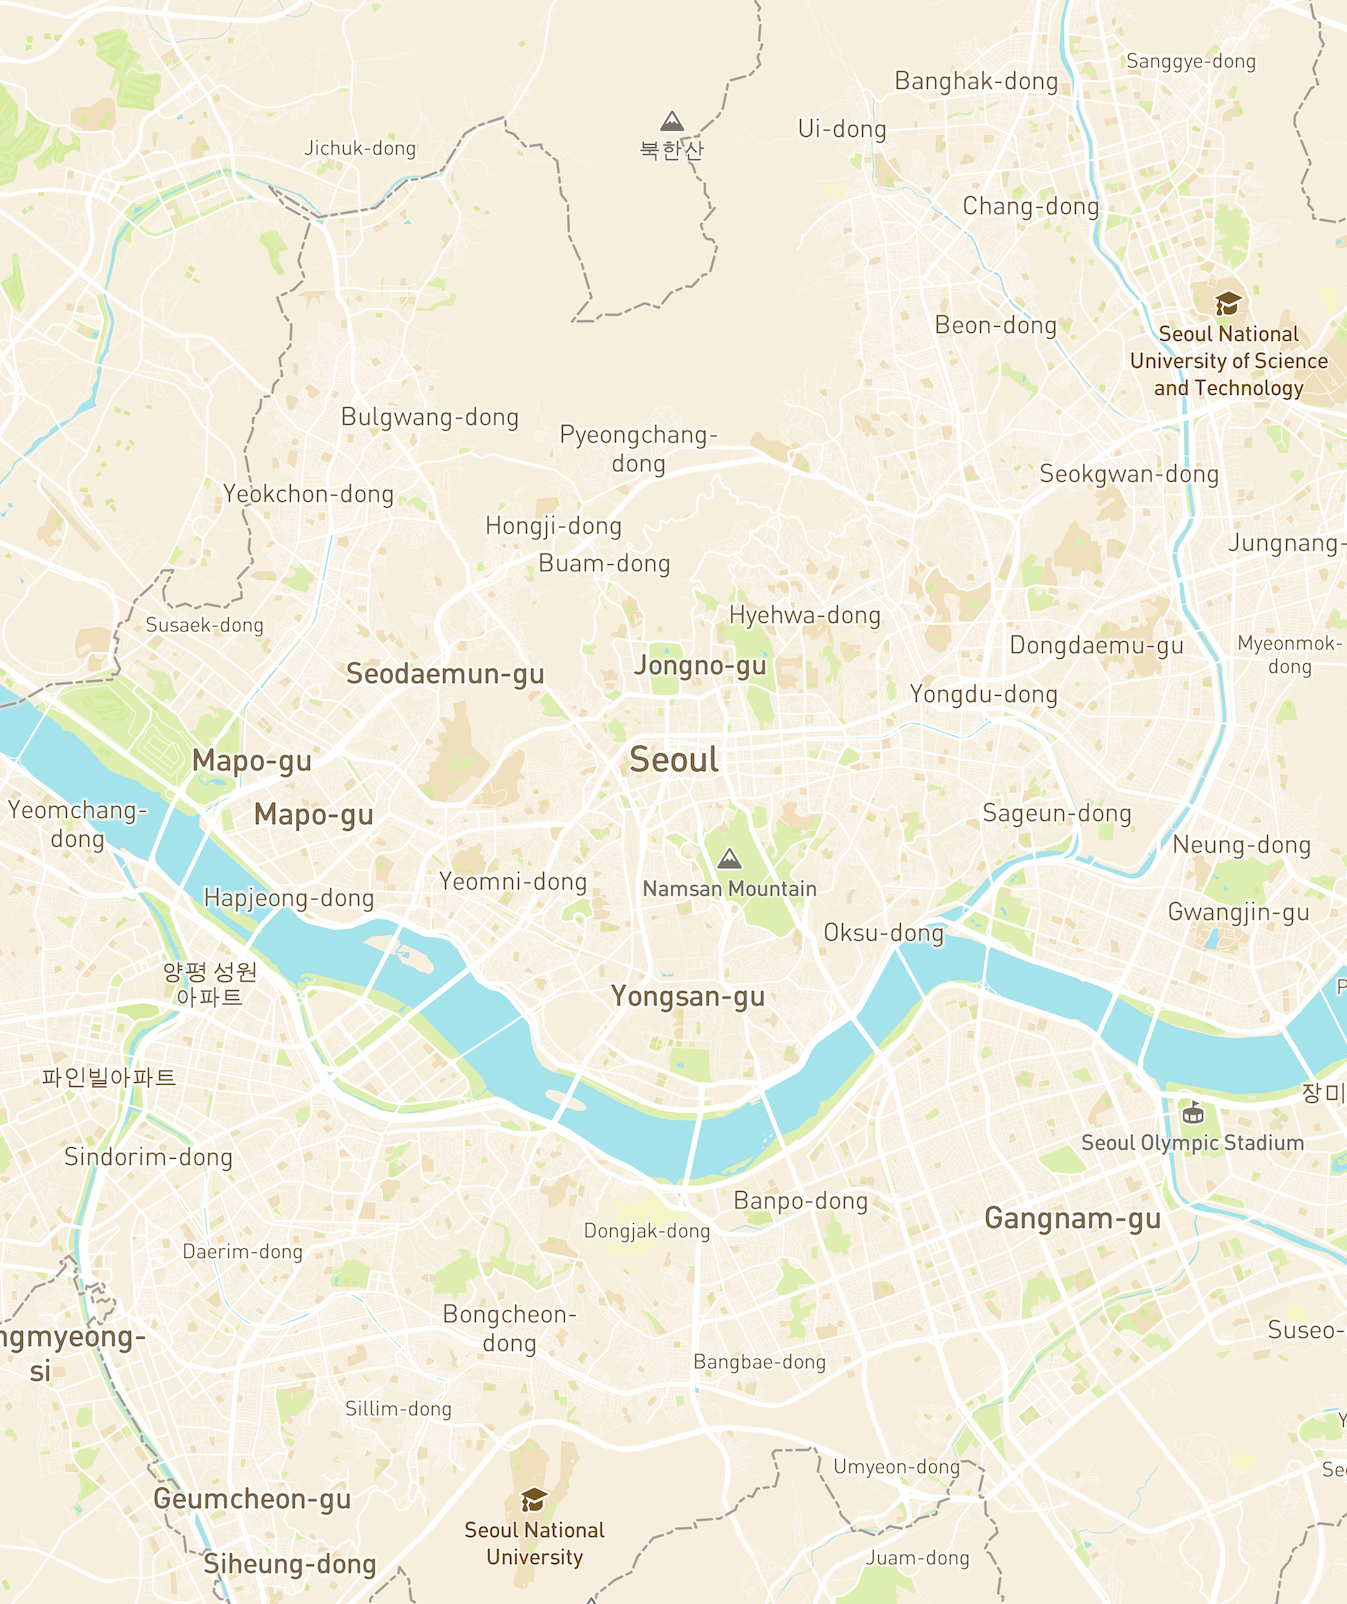 Sanggye-dong
Banghak-dong
Ui-dong
북한산
Jichuk-dong
Chang-dong
Beon-dong
Seoul National
University of Science
and Technology
Bulgwang-dong
Pyeongchang-
dong
Seokgwan-dong
Yeokchon-dong
Hongji-dong
Jungnang-
Buam-dong
Hyehwa-dong
Susaek-dong
Dongdaemu-gu
Myeonmok-
dong
Seodaemun-gu
Jongno-gu
Yongdu-dong
Seoul
Mapo-gu
Mapo-gu
Yeomchang-
dong
Sageun-dong
Neung-dong
Namsan Mountain
Yeomni-dong
Hapjeong-dong
Gwangjin-gu
Oksu-dong
양평 성원
아파트
Yongsan-gu
P
파인빌아파트
장미
Seoul Olympic Stadium
Sindorim-dong
Banpo-dong
Gangnam-gu
Dongjak-dong
Daerim-dong
Bongcheon-
dong
Suseo-
ngmyeong-
si
Bangbae-dong
Sillim-dong
Y
Umyeon-dong
Seo
Geumcheon-gu
Seoul National
University
Siheung-dong
Juam-dong